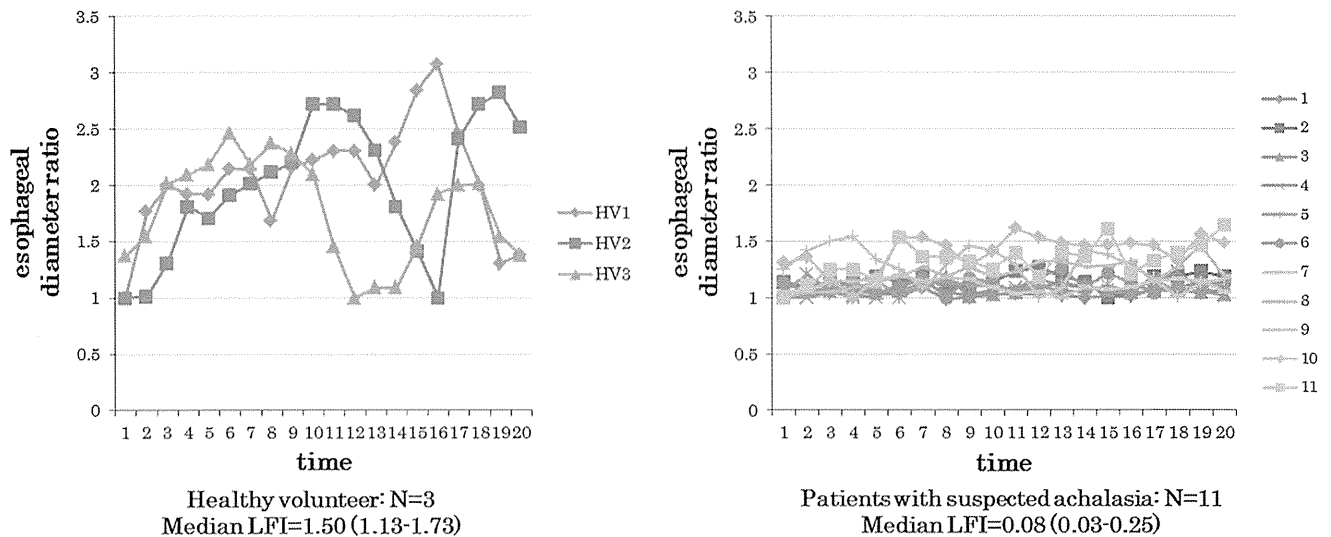 3.5
3
2.5
2
1.5
1
0.5
0
esophageal
diameter ratio
1 2 3 4 5 6 7 8 9 10 11 12 13 14 15 16 17 18 19 20
time
HV1
HV2
HV3
Healthy volunteer: N=3
Median LFI=1.50 (1.13-1.73)
3.5
3
2.5
2
1.5
1
0.5
0
esophageal
diameter ratio
1 2 3 4 5 6 7 8 9 10 11 12 13 14 15 16 17 18 19 20
time
1
2
3
4
5
6
7
8
9
10
11
Patients with suspected achalasia: N=11
Median LFI=0.08 (0.03-0.25)